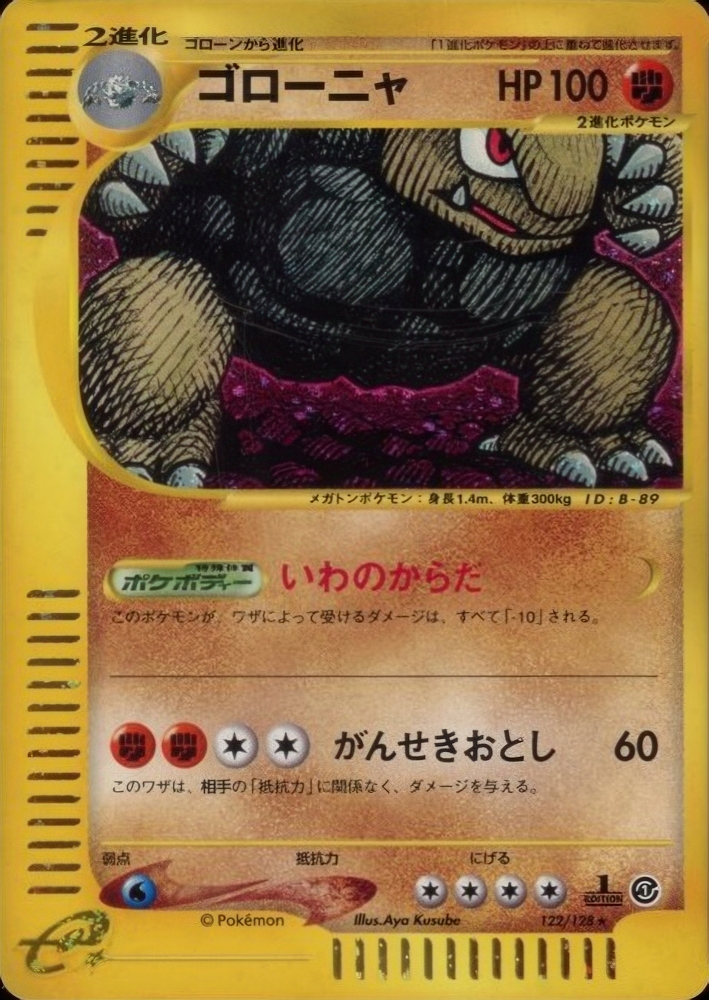 2進化 ゴローンから進化 「1進化ポケモン」の上に重ねて進化させます。
ゴローニャ HP100
2進化ポケモン
メガトンポケモン：身長1.4m、体重300kg ID:B-89
特殊体質
ポケボディー いわのからだ
このポケモンが、ワザによって受けるダメージは、すべて「-10」される。
がんせきおとし 60
このワザは、相手の「抵抗力」に関係なく、ダメージを与える。
弱点 抵抗力 にげる
1 EDITION
©Pokémon Illus.Aya Kusube 122/128★
e